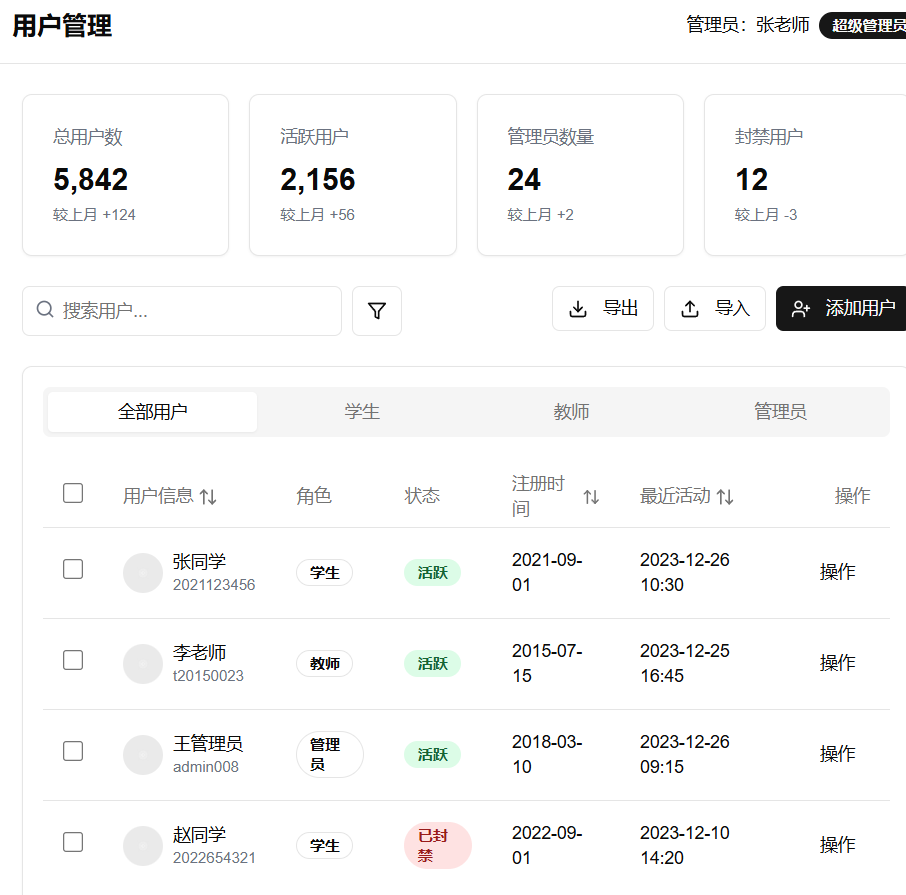 用户管理
管理员：张老师 超级管理员
总用户数 活跃用户 管理员数量 封禁用户
5,842 2,156 24 12
较上月 +124 较上月 +56 较上月 +2 较上月 -3
搜索用户... 导出 导入 添加用户
全部用户 学生 教师 管理员
用户信息 角色 状态 注册时间 最近活动 操作
张同学
2021123456
学生
活跃
2021-09-
01
2023-12-26
10:30
操作
李老师
t20150023
教师
活跃
2015-07-
15
2023-12-25
16:45
操作
王管理员
admin008
管理
员
活跃
2018-03-
10
2023-12-26
09:15
操作
赵同学
2022654321
学生
已封
禁
2022-09-
01
2023-12-10
14:20
操作